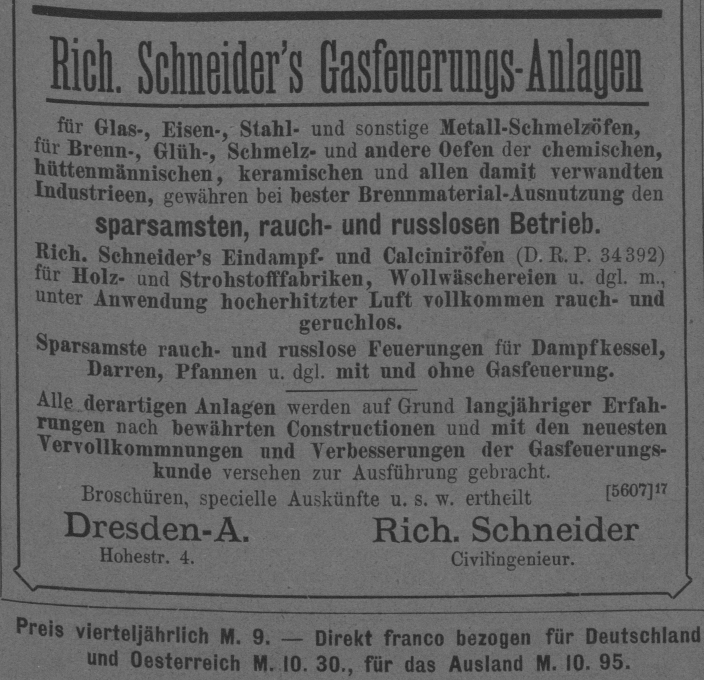 Rich. Schneider's Gasfeuerungs-Anlagen
für Glas-, Eisen-, Stahl- und sonstige Metall-Schmelzöfen,
für Brenn-, Glüh-, Schmelz- und andere Oefen der chemischen,
hüttenmännischen, keramischen und allen damit verwandten
Industrieen, gewähren bei bester Brennmaterial-Ausnutzung den
sparsamsten, rauch- und russlosen Betrieb.
Rich. Schneider's Eindampf- und Calciniröfen (D. R. P. 34392)
für Holz- und Strohstofffabriken, Wollwäschereien u. dgl. m.,
unter Anwendung hocherhitzter Luft vollkommen rauch- und
geruchlos.
Sparsamste rauch- und russlose Feuerungen für Dampfkessel,
Darren, Pfannen u. dgl. mit und ohne Gasfeuerung.
Alle derartigen Anlagen werden auf Grund langjähriger Erfah-
rungen nach bewährten Constructionen und mit den neuesten
Vervollkommnungen und Verbesserungen der Gasfeuerungs-
kunde versehen zur Ausführung gebracht.
Broschüren, specielle Auskünfte u. s. w. ertheilt [5607]17
Dresden-A. Rich. Schneider
Hohestr. 4. Civilingenieur.
Preis vierteljährlich M. 9. — Direkt franco bezogen für Deutschland
und Oesterreich M. 10. 30., für das Ausland M. 10. 95.